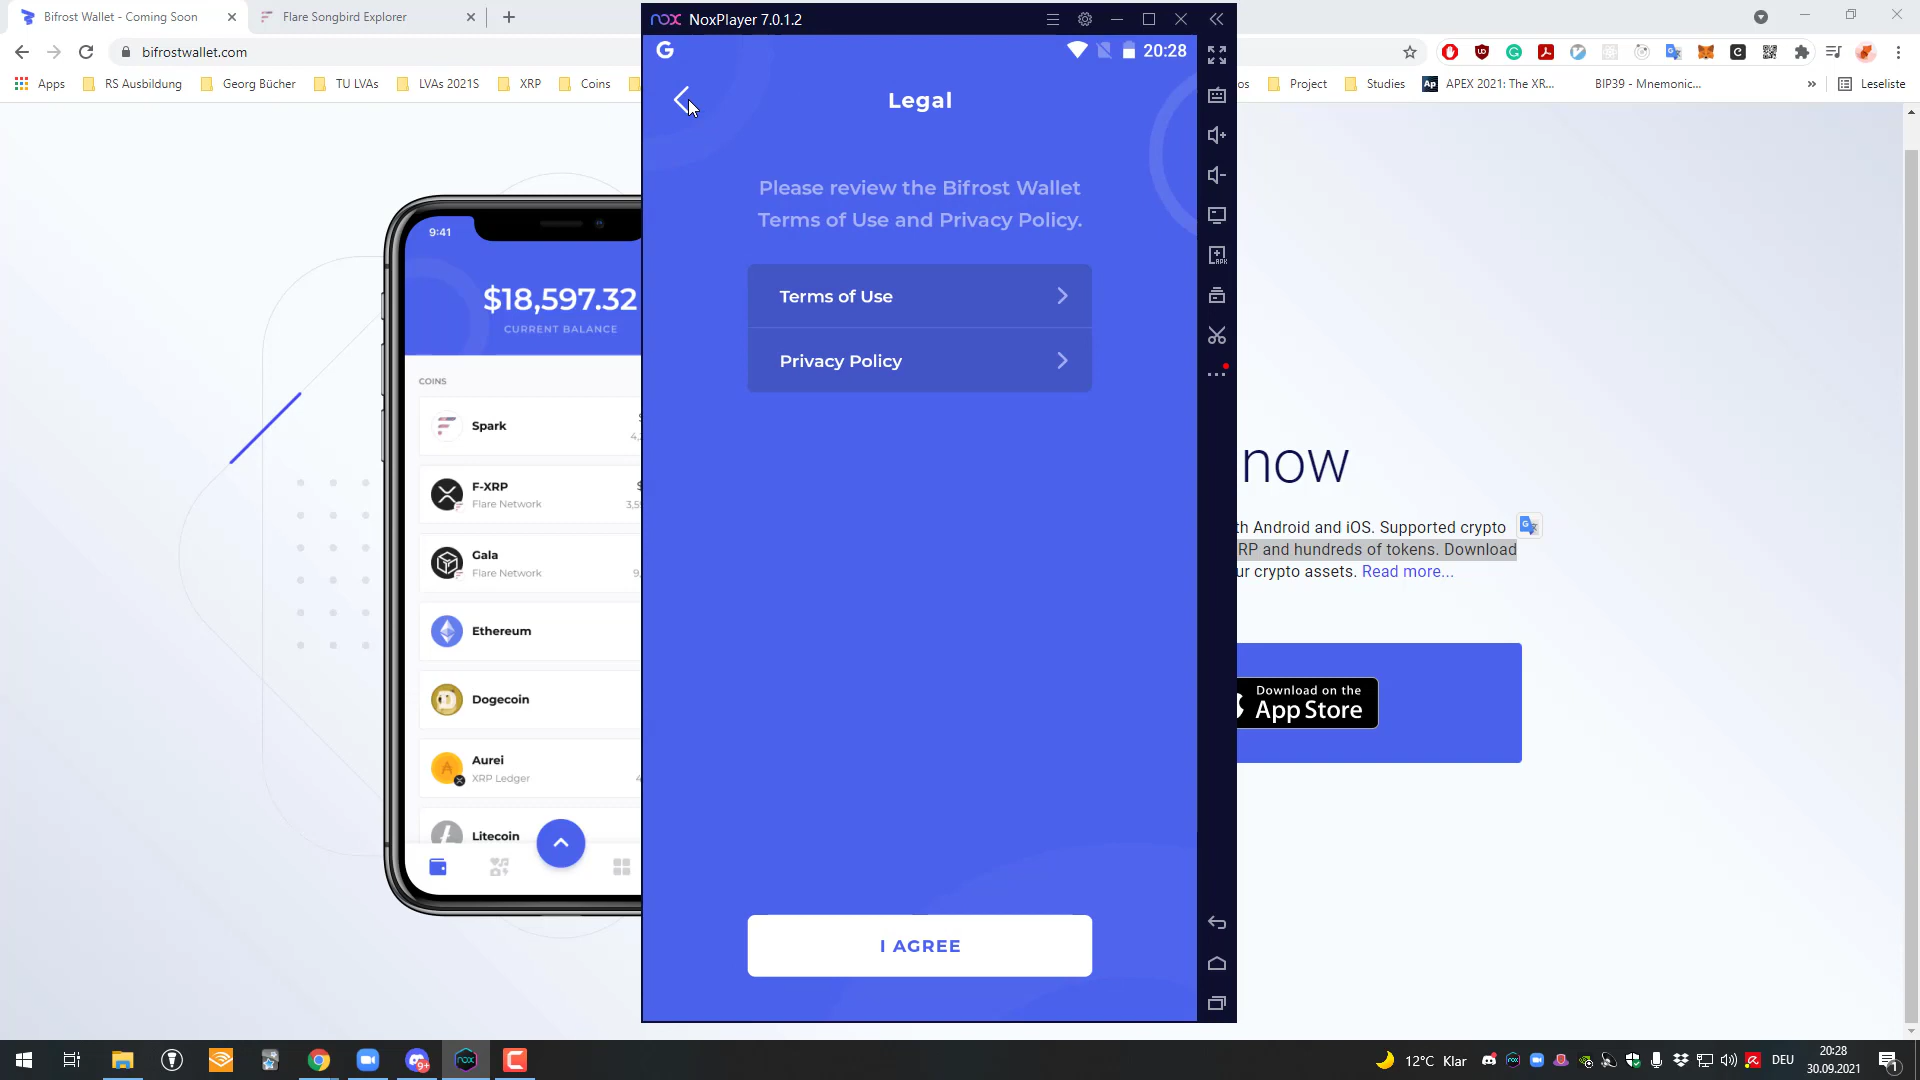 Bifrost Wallet - Coming Soon
Flare Songbird Explorer
bifrostwallet.com
Apps
RS Ausbildung
Georg Bücher
TU LVAs
LVAs 2021S
XRP
Coins
os
Project
Studies
Ap
APEX 2021: The XR...
BIP39 - Mnemonic...
»
Leseliste
nox NoxPlayer 7.0.1.2
G
20:28
Legal
Please review the Bifrost Wallet
Terms of Use and Privacy Policy.
Terms of Use
Privacy Policy
I AGREE
9:41
$18,597.32
CURRENT BALANCE
COINS
Spark
F-XRP
Flare Network
Gala
Flare Network
Ethereum
Dogecoin
Aurei
XRP Ledger
Litecoin
now
th Android and iOS. Supported crypto
RP and hundreds of tokens. Download
ur crypto assets. Read more...
Download on the
App Store
12°C Klar
DEU
20:28
30.09.2021